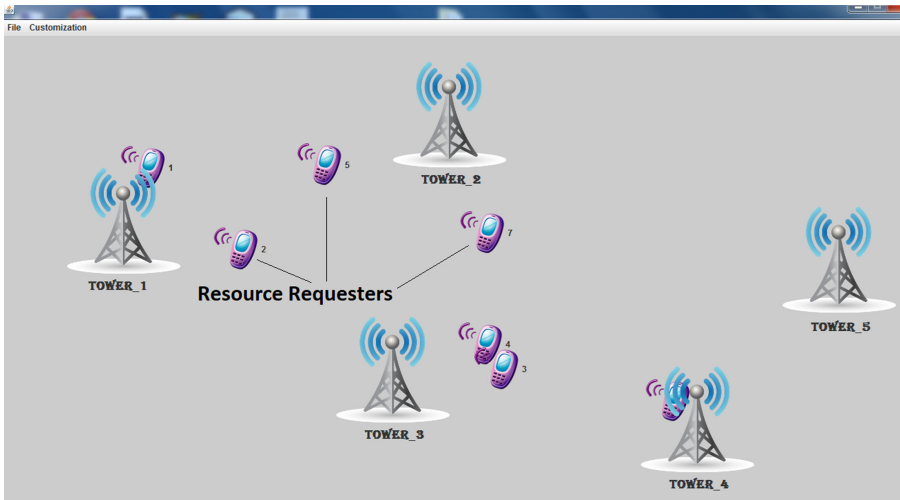 File Customization
TOWER_2
1
5
7
2
TOWER_1
Resource Requesters
TOWER_5
4
3
TOWER_3
TOWER_4